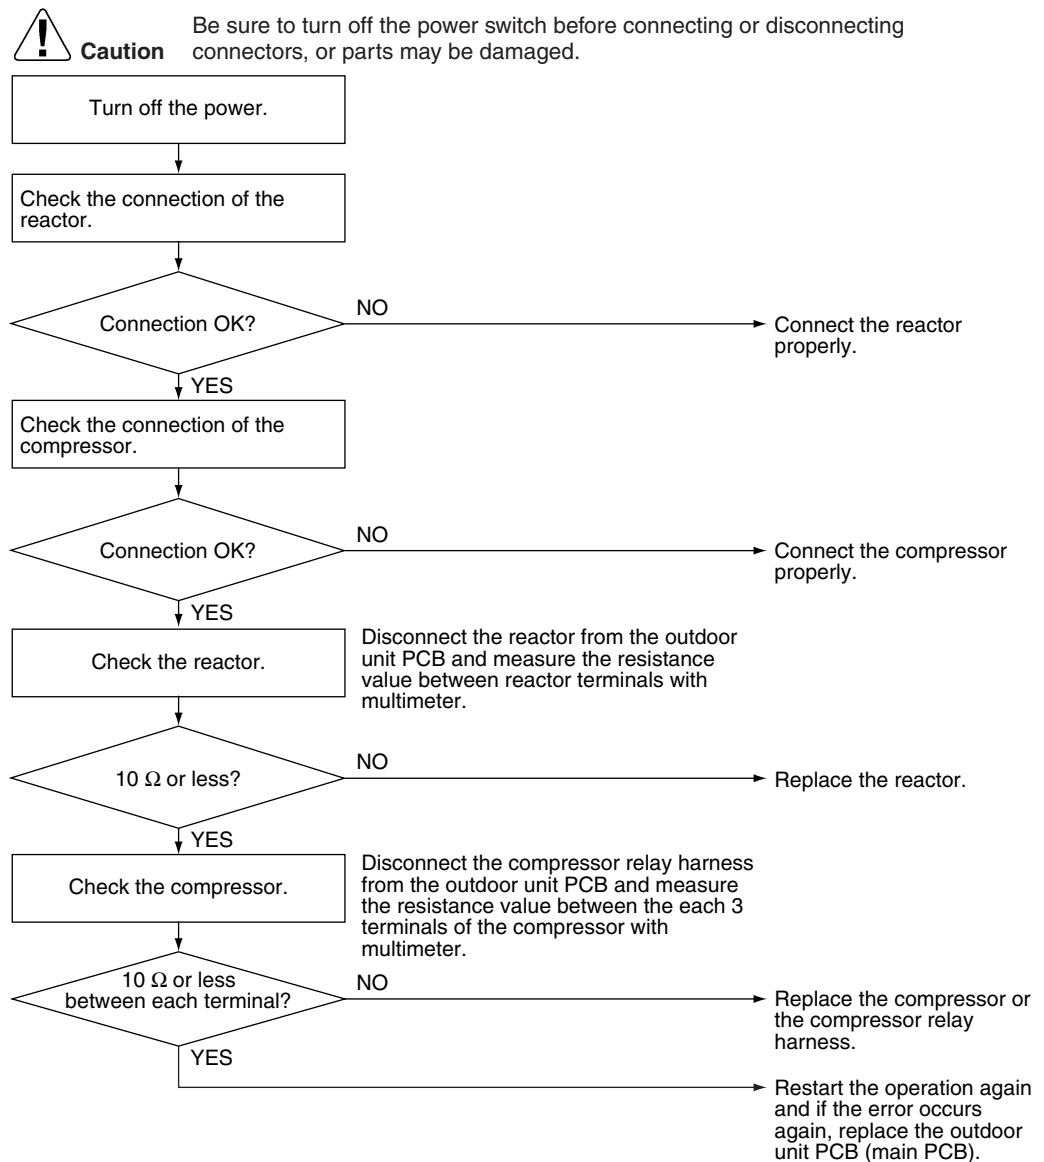 Caution
Be sure to turn off the power switch before connecting or disconnecting
connectors, or parts may be damaged.
Turn off the power.
Check the connection of the
reactor.
Connection OK?
NO
Connect the reactor
properly.
YES
Check the connection of the
compressor.
Connection OK?
NO
Connect the compressor
properly.
YES
Check the reactor.
Disconnect the reactor from the outdoor
unit PCB and measure the resistance
value between reactor terminals with
multimeter.
10 Ω or less?
NO
Replace the reactor.
YES
Check the compressor.
Disconnect the compressor relay harness
from the outdoor unit PCB and measure
the resistance value between the each 3
terminals of the compressor with
multimeter.
10 Ω or less
between each terminal?
NO
Replace the compressor or
the compressor relay
harness.
YES
Restart the operation again
and if the error occurs
again, replace the outdoor
unit PCB (main PCB).